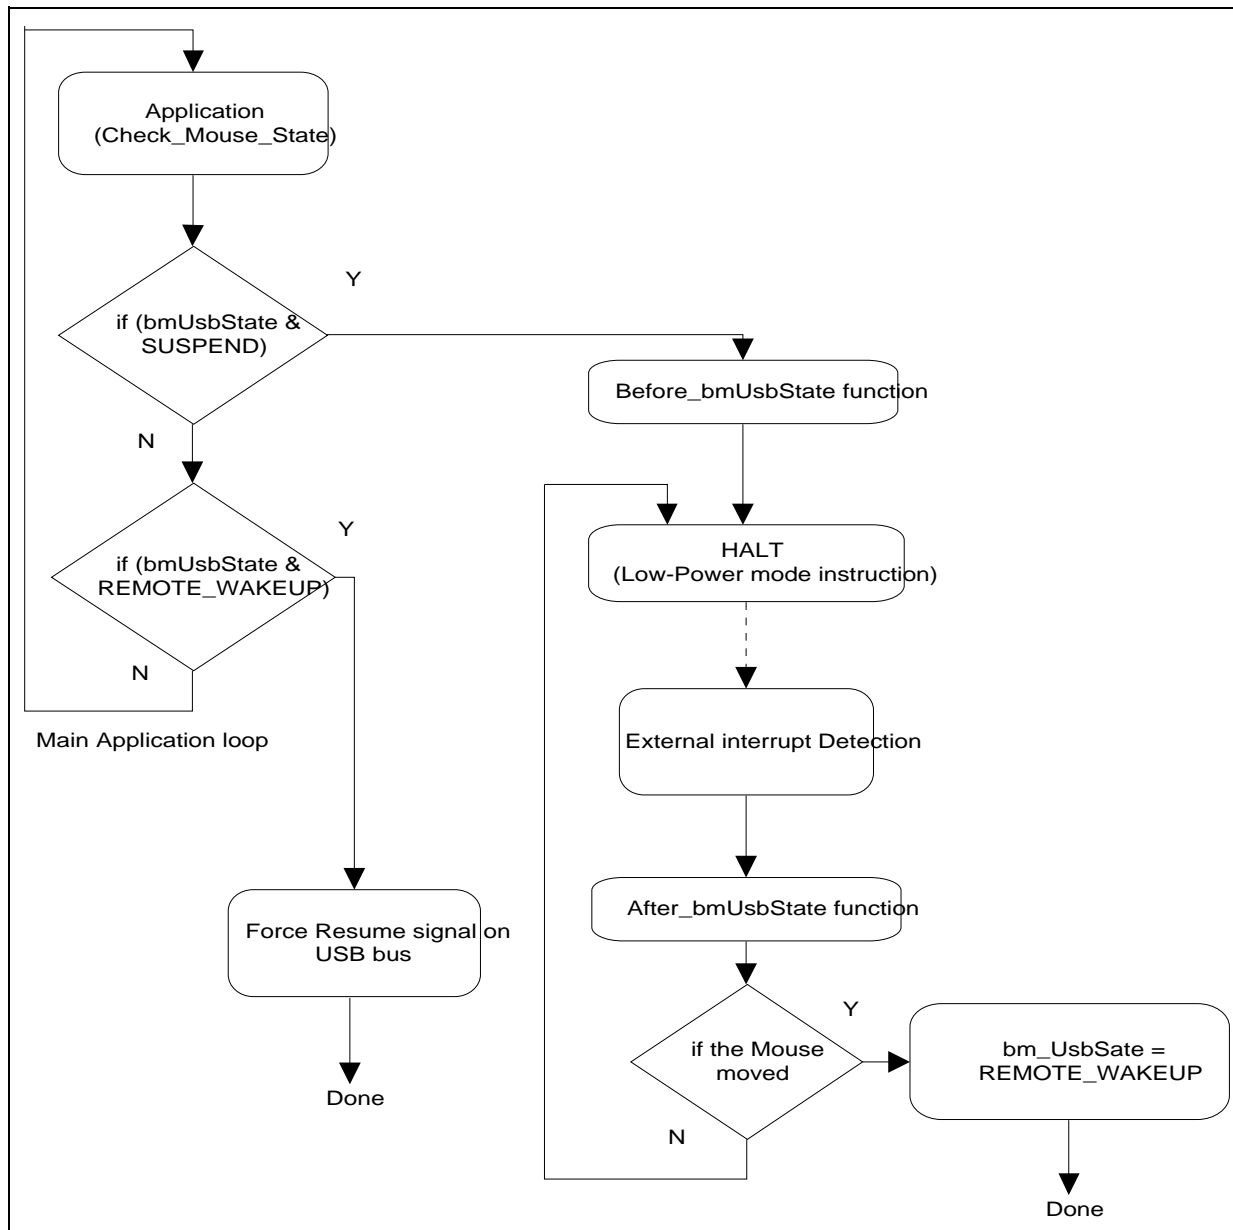 Application
(Check_Mouse_State)
Y
if (bmUsbState &
SUSPEND)
Before_bmUsbState function
N
Y
if (bmUsbState &
REMOTE_WAKEUP)
HALT
(Low-Power mode instruction)
N
Main Application loop
External interrupt Detection
After_bmUsbState function
Force Resume signal on
USB bus
Y
if the Mouse
moved
bm_UsbSate =
REMOTE_WAKEUP
Done
N
Done